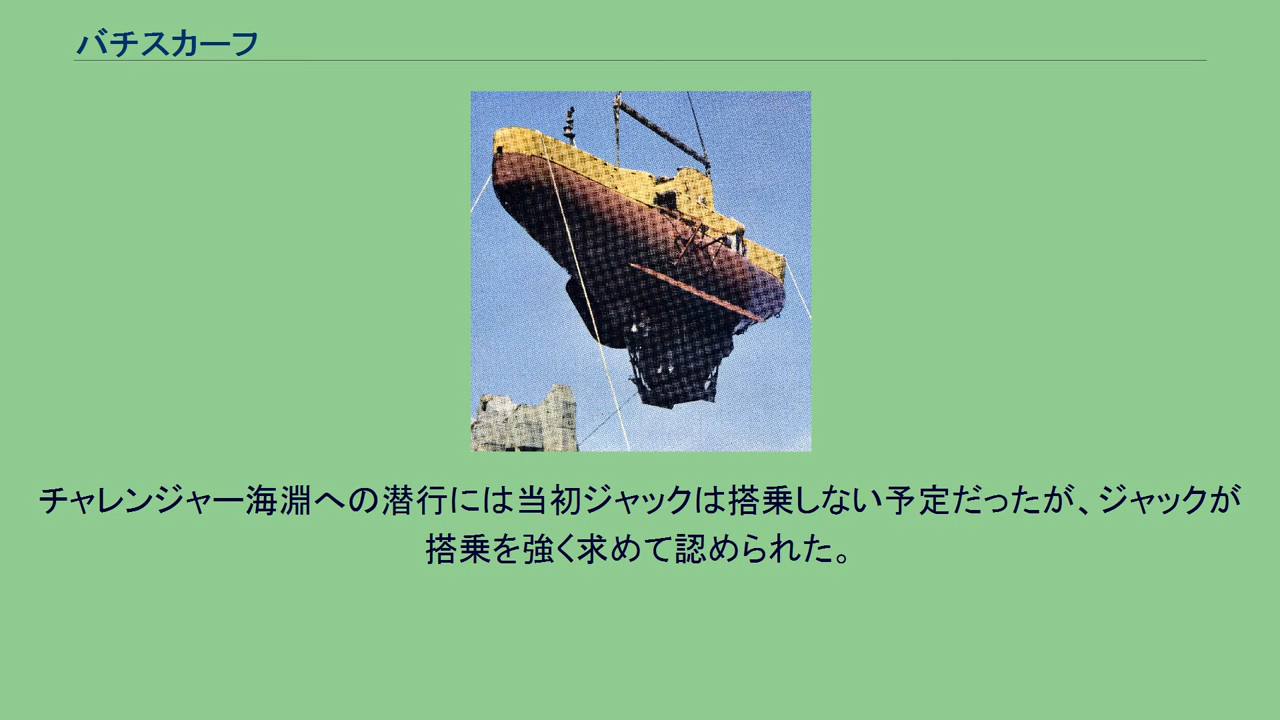 バチスカーフ
チャレンジャー海淵への潜行には当初ジャックは搭乗しない予定だったが、ジャックが
搭乗を強く求めて認められた。